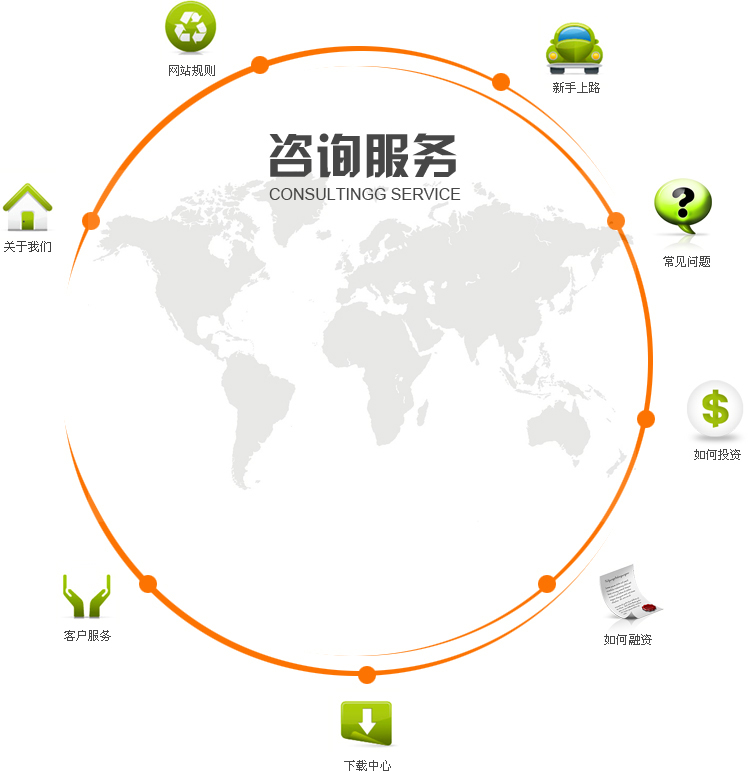 网站规则
新手上路
咨询服务
CONSULTINGG SERVICE
关于我们
?
常见问题
$
如何投资
客户服务
如何融资
下载中心